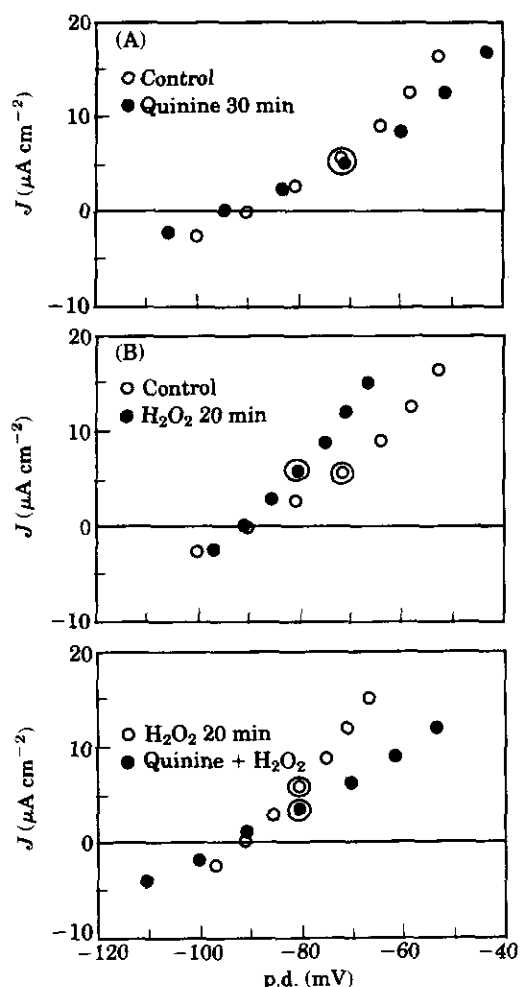 20
(A)
Control
Quinine 30 min
10
0
−10
J (μA cm⁻²)
20
(B)
Control
H₂O₂ 20 min
10
0
−10
J (μA cm⁻²)
20
H₂O₂ 20 min
Quinine + H₂O₂
10
0
−10
J (μA cm⁻²)
−120 −100 −80 −60 −40
p.d. (mV)